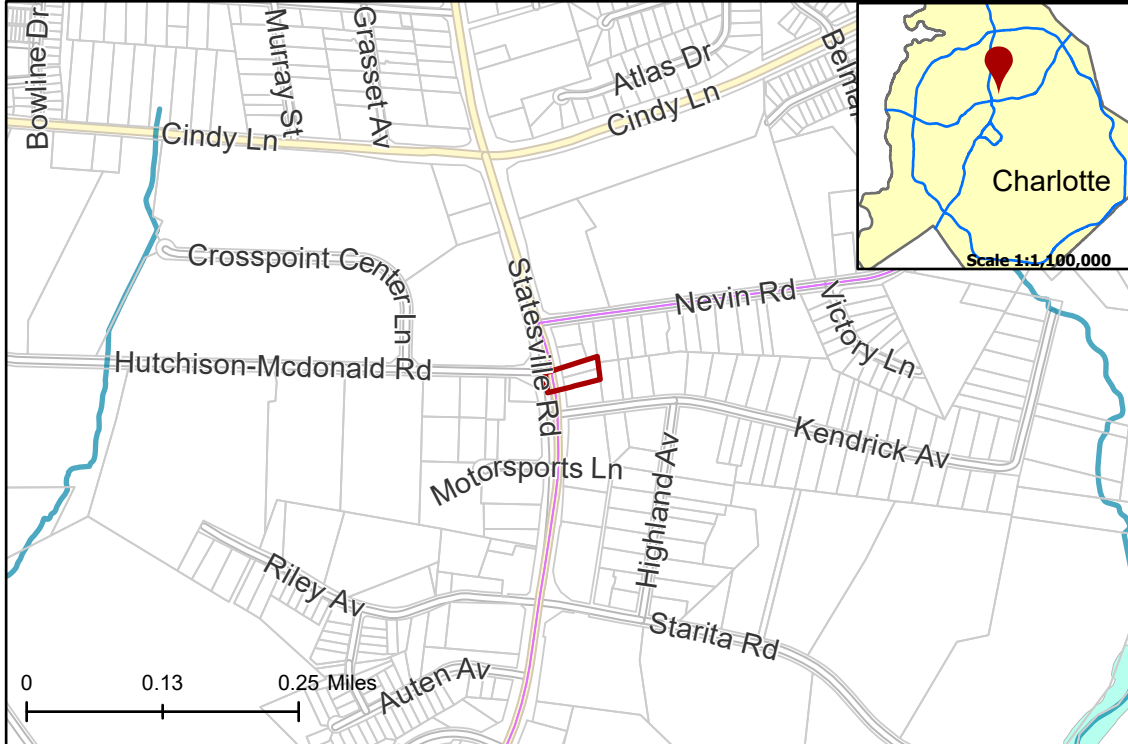 Bowline Dr
Murray St
Grasset Av
Atlas Dr
Cindy Ln
Cindy Ln
Charlotte
Scale 1:1,100,000
Crosspoint Center Ln
Statesville Rd
Nevin Rd
Victory Ln
Hutchison-Mcdonald Rd
Kendrick Av
Motorsports Ln
Highland Av
Riley Av
Starita Rd
Auten Av
0 0.13 0.25 Miles